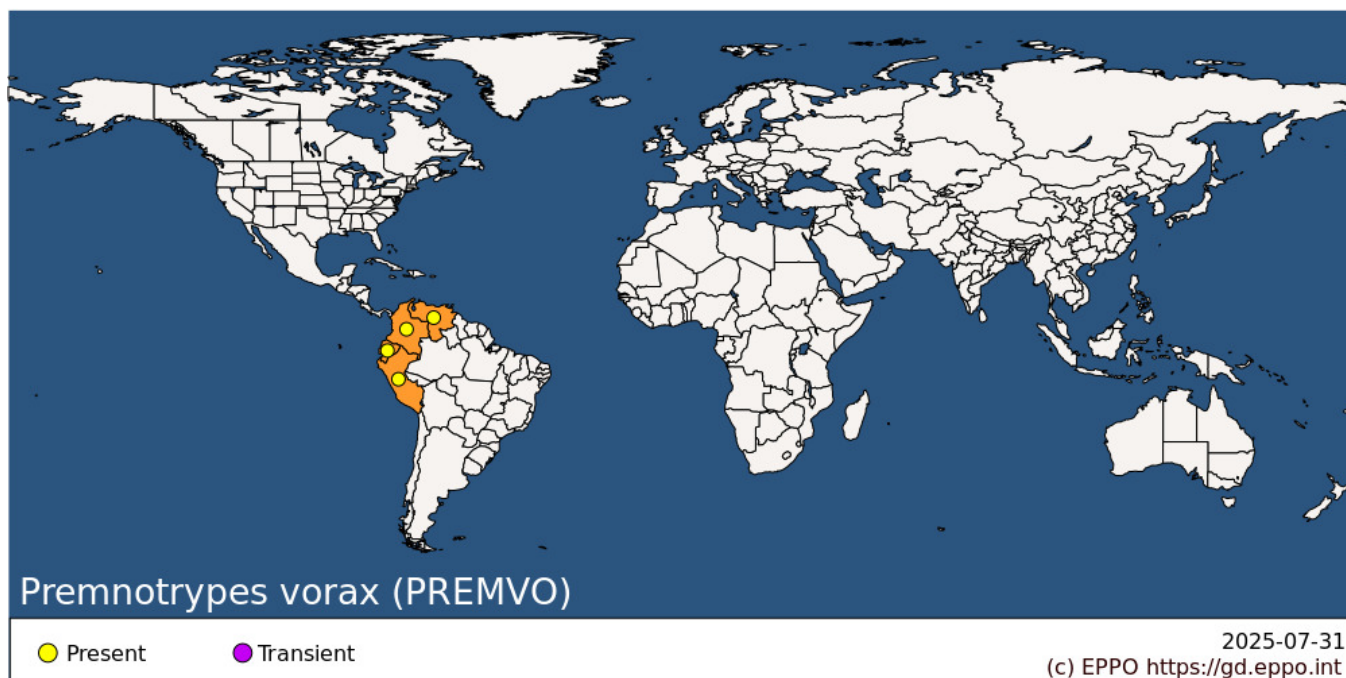 Premnotrypes vorax (PREMVO)
Present
Transient
2025-07-31
(c) EPPO https://gd.eppo.int